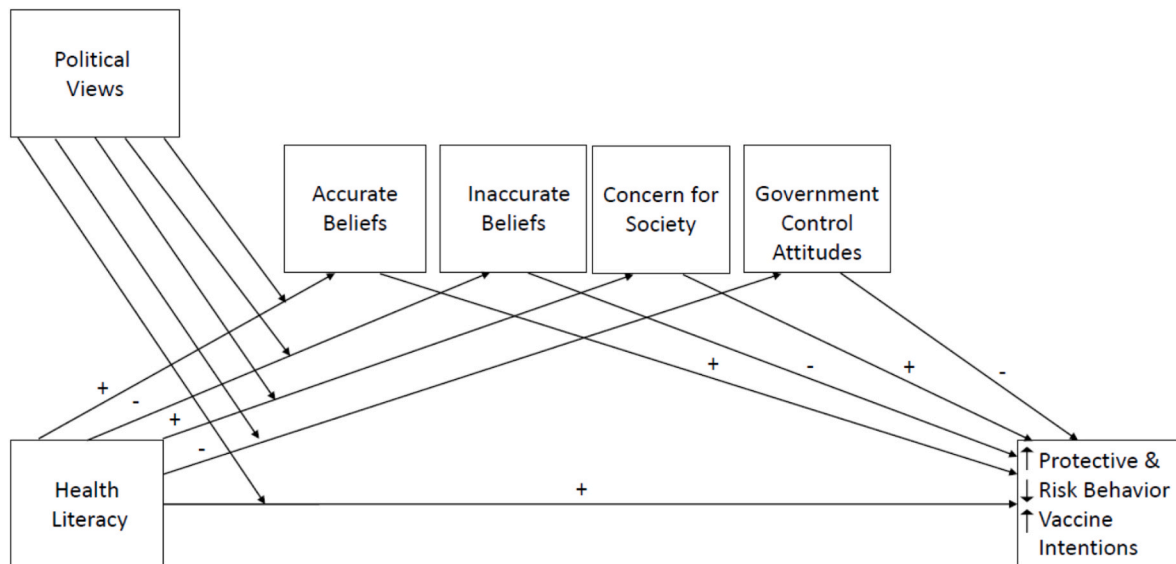 Political
Views
Accurate
Beliefs
Inaccurate
Beliefs
Concern for
Society
Government
Control
Attitudes
+
-
+
-
+
-
+
-
+
Health
Literacy
↑ Protective &
↓ Risk Behavior
↑ Vaccine
Intentions